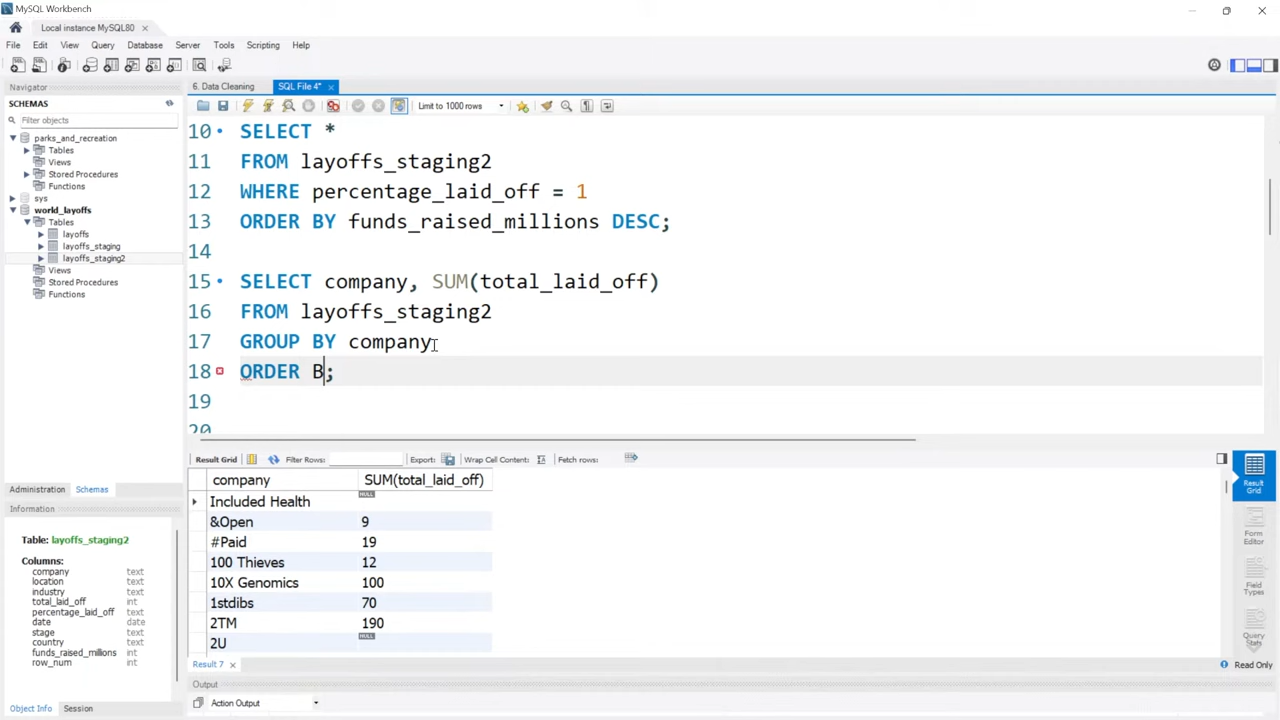 MySQL Workbench
Local instance MySQL80
File Edit View Query Database Server Tools Scripting Help
Navigator
SCHEMAS
Filter objects
parks_and_recreation
Tables
Views
Stored Procedures
Functions
sys
world_layoffs
Tables
layoffs
layoffs_staging
layoffs_staging2
Views
Stored Procedures
Functions
Administration Schemas
Information
Table: layoffs_staging2
Columns:
company text
location text
industry text
total_laid_off int
percentage_laid_off text
date date
stage text
country text
funds_raised_millions int
row_num int
Object Info Session
6. Data Cleaning SQL File 4*
Limit to 1000 rows
10 SELECT *
11 FROM layoffs_staging2
12 WHERE percentage_laid_off = 1
13 ORDER BY funds_raised_millions DESC;
14
15 SELECT company, SUM(total_laid_off)
16 FROM layoffs_staging2
17 GROUP BY company
18 ORDER B;
19
20
Result Grid Filter Rows: Export: Wrap Cell Content: Fetch rows:
company SUM(total_laid_off)
Included Health NULL
&Open 9
#Paid 19
100 Thieves 12
10X Genomics 100
1stdibs 70
2TM 190
2U NULL
Result 7
Output
Action Output
Result Grid
Form Editor
Field Types
Query Stats
Read Only